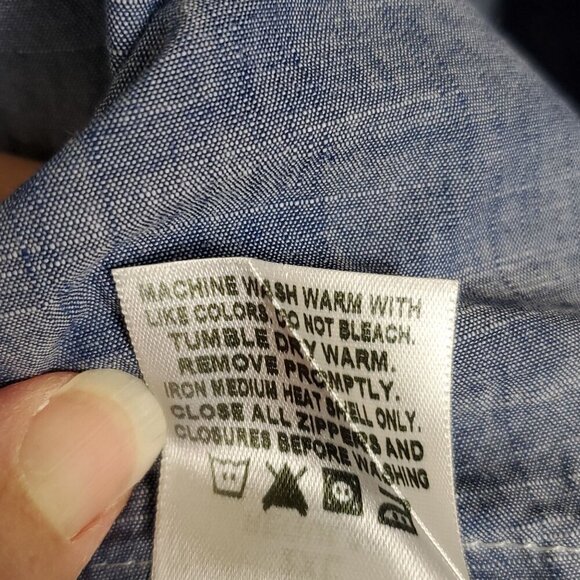 MACHINE WASH WARM WITH
LIKE COLORS. DO NOT BLEACH.
TUMBLE DRY WARM.
REMOVE PROMPTLY.
IRON MEDIUM HEAT SHELL ONLY.
CLOSE ALL ZIPPERS AND
CLOSURES BEFORE WASHING